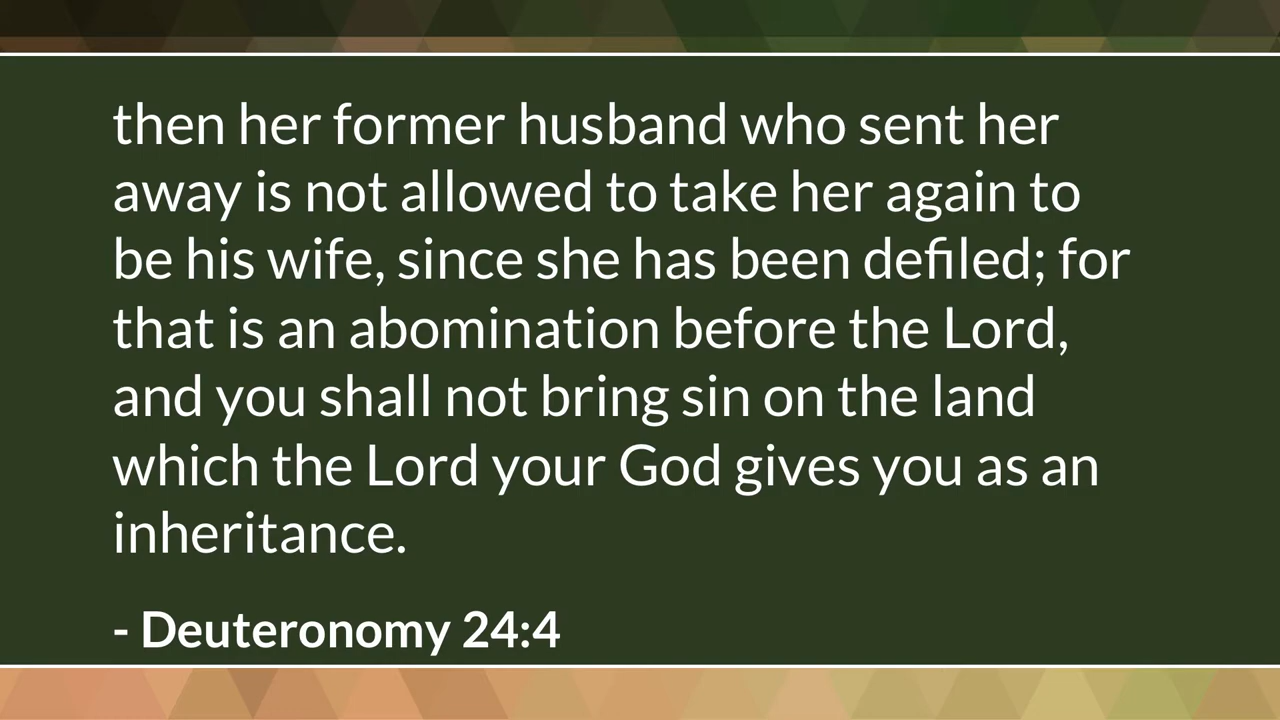 then her former husband who sent her
away is not allowed to take her again to
be his wife, since she has been defiled; for
that is an abomination before the Lord,
and you shall not bring sin on the land
which the Lord your God gives you as an
inheritance.
- Deuteronomy 24:4